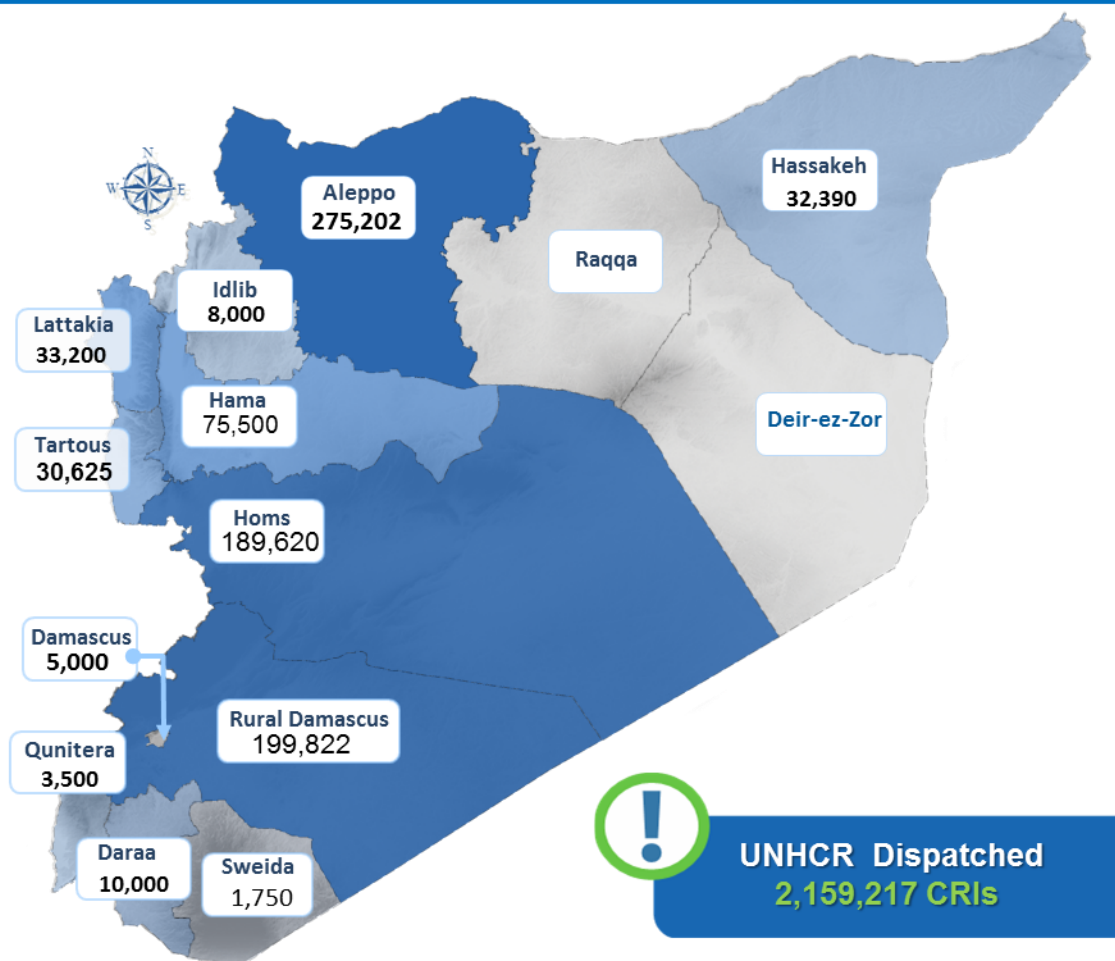 N
W E
S
Aleppo
275,202
Hassakeh
32,390
Raqqa
Idlib
8,000
Lattakia
33,200
Hama
75,500
Deir-ez-Zor
Tartous
30,625
Homs
189,620
Damascus
5,000
Rural Damascus
199,822
Qunitera
3,500
Daraa
10,000
Sweida
1,750
!
UNHCR Dispatched
2,159,217 CRIs